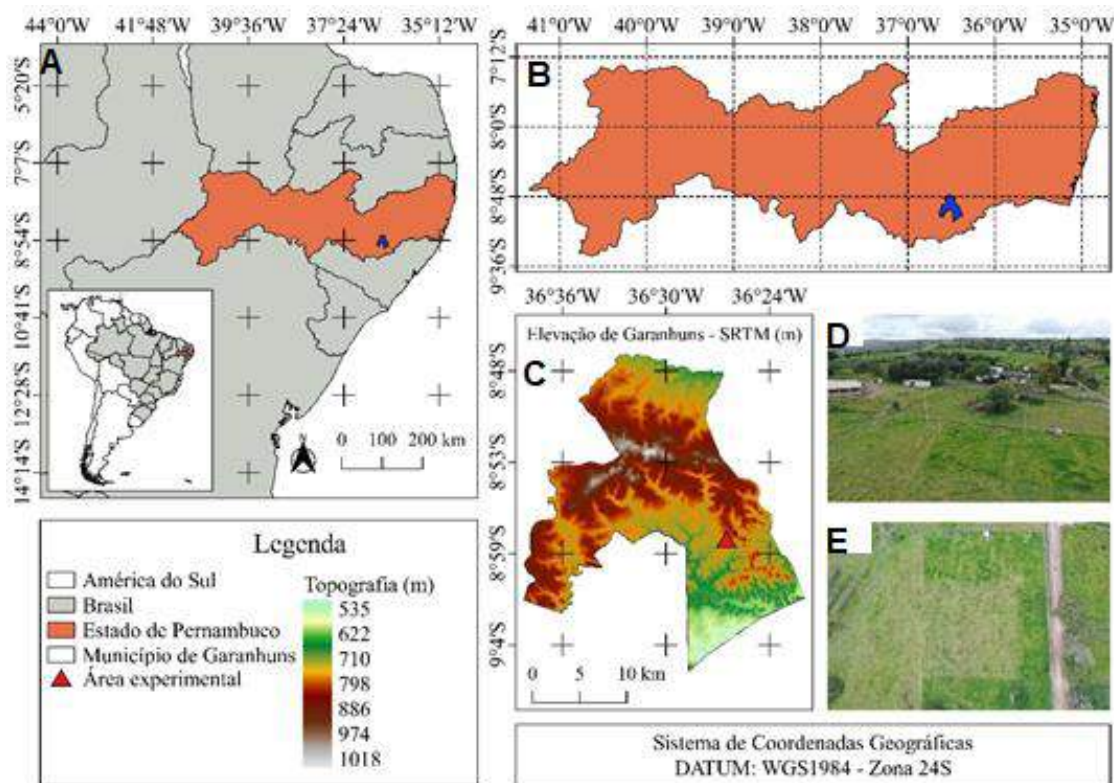 44°0'W 41°48'W 39°36'W 37°24'W 35°12'W
A
5°20'S
7°7'S
8°54'S
10°41'S
12°28'S
14°14'S
N
0 100 200 km
41°0'W 40°0'W 39°0'W 38°0'W 37°0'W 36°0'W 35°0'W
B
7°12'S
8°0'S
8°48'S
9°36'S
36°36'W 36°30'W 36°24'W
Elevação de Garanhuns - SRTM (m)
C
8°48'S
8°53'S
8°59'S
9°4'S
0 5 10 km
D
E
Legenda
América do Sul
Brasil
Estado de Pernambuco
Município de Garanhuns
Área experimental
Topografia (m)
535
622
710
798
886
974
1018
Sistema de Coordenadas Geográficas
DATUM: WGS1984 - Zona 24S